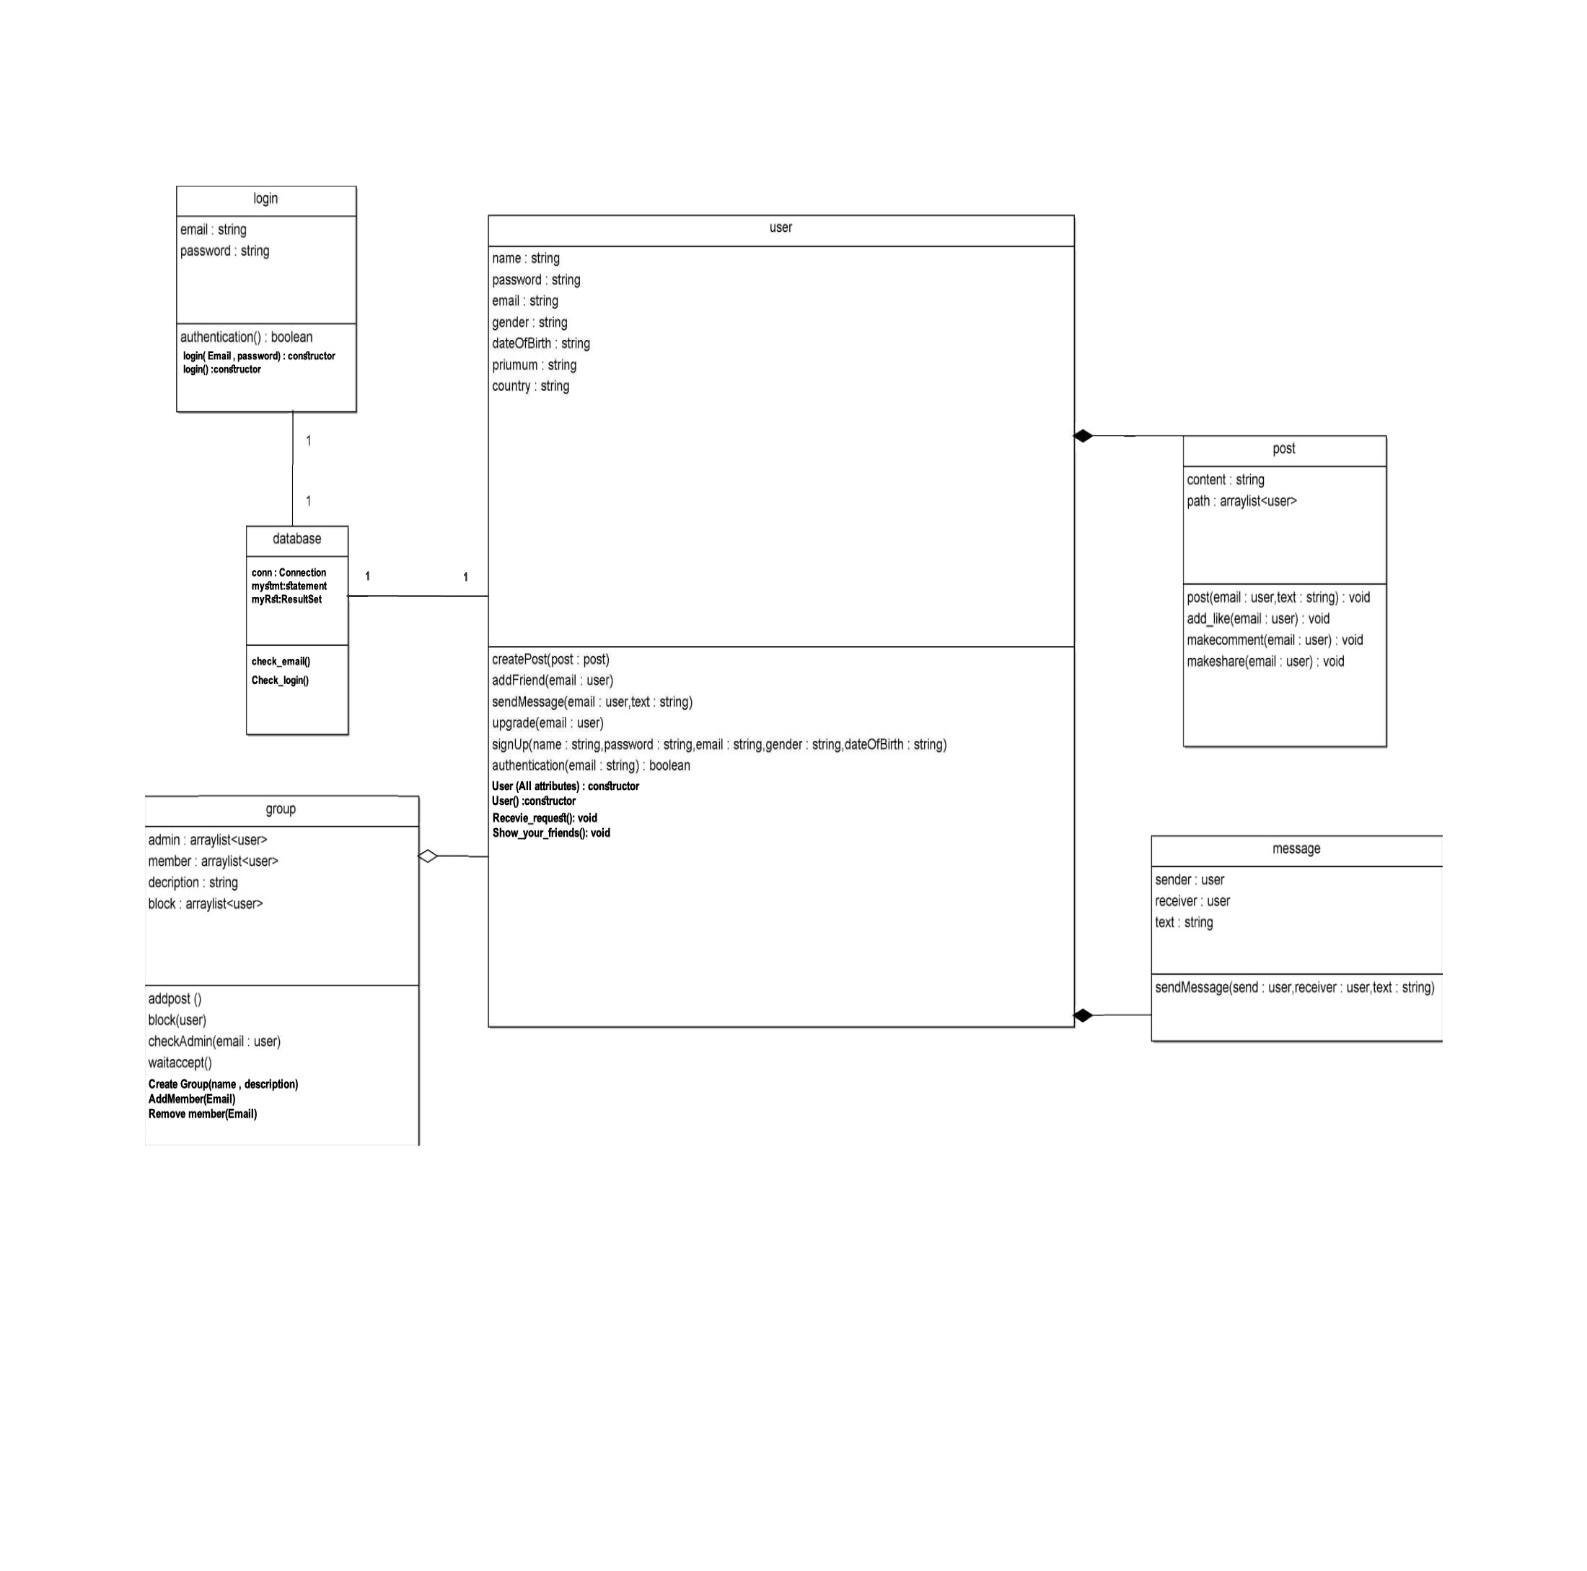 login
email : string
password : string
authentication() : boolean
login( Email , password) : constructor
login() :constructor
1
1
database
conn : Connection
mystmt:statement
myRst:ResultSet
check_email()
Check_login()
1
1
user
name : string
password : string
email : string
gender : string
dateOfBirth : string
priumum : string
country : string
createPost(post : post)
addFriend(email : user)
sendMessage(email : user,text : string)
upgrade(email : user)
signUp(name : string,password : string,email : string,gender : string,dateOfBirth : string)
authentication(email : string) : boolean
User (All attributes) : constructor
User() :constructor
Recevie_request(): void
Show_your_friends(): void
post
content : string
path : arraylist<user>
post(email : user,text : string) : void
add_like(email : user) : void
makecomment(email : user) : void
makeshare(email : user) : void
group
admin : arraylist<user>
member : arraylist<user>
decription : string
block : arraylist<user>
addpost ()
block(user)
checkAdmin(email : user)
waitaccept()
Create Group(name , description)
AddMember(Email)
Remove member(Email)
message
sender : user
receiver : user
text : string
sendMessage(send : user,receiver : user,text : string)